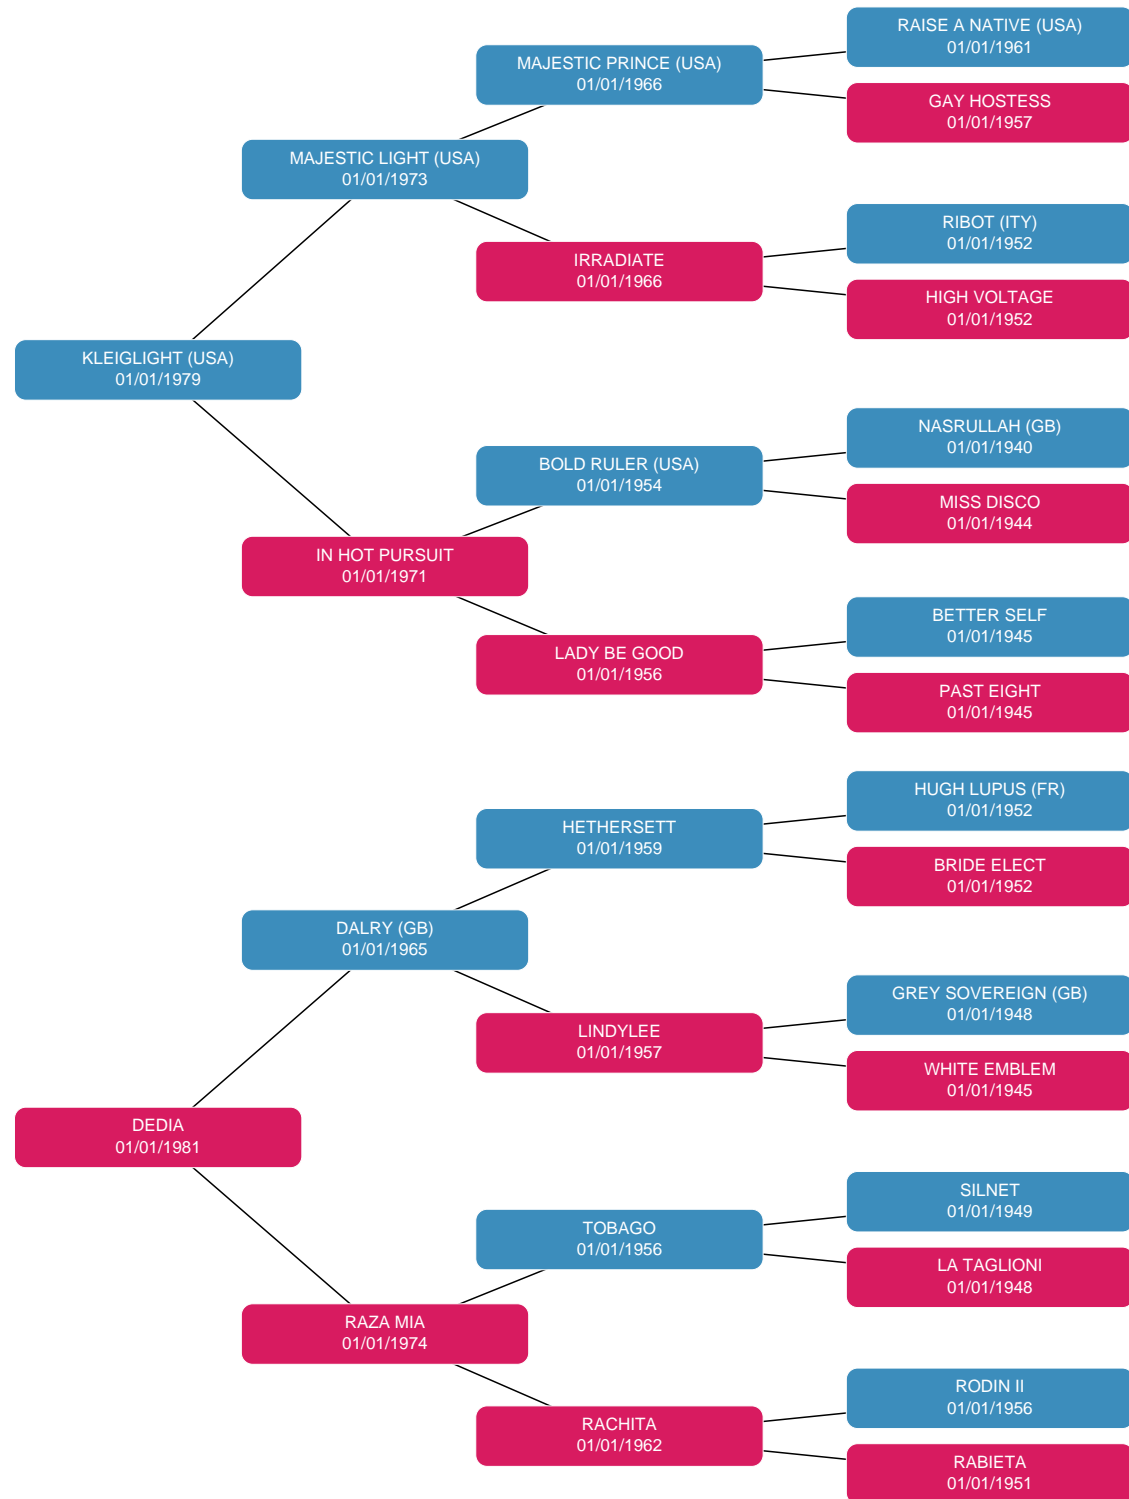 RAISE A NATIVE (USA)
01/01/1961
MAJESTIC PRINCE (USA)
01/01/1966
GAY HOSTESS
01/01/1957
MAJESTIC LIGHT (USA)
01/01/1973
RIBOT (ITY)
01/01/1952
IRRADIATE
01/01/1966
HIGH VOLTAGE
01/01/1952
KLEIGLIGHT (USA)
01/01/1979
NASRULLAH (GB)
01/01/1940
BOLD RULER (USA)
01/01/1954
MISS DISCO
01/01/1944
IN HOT PURSUIT
01/01/1971
BETTER SELF
01/01/1945
LADY BE GOOD
01/01/1956
PAST EIGHT
01/01/1945
HUGH LUPUS (FR)
01/01/1952
HETHERSETT
01/01/1959
BRIDE ELECT
01/01/1952
DALRY (GB)
01/01/1965
GREY SOVEREIGN (GB)
01/01/1948
LINDYLEE
01/01/1957
WHITE EMBLEM
01/01/1945
DEDIA
01/01/1981
SILNET
01/01/1949
TOBAGO
01/01/1956
LA TAGLIONI
01/01/1948
RAZA MIA
01/01/1974
RODIN II
01/01/1956
RACHITA
01/01/1962
RABIETA
01/01/1951